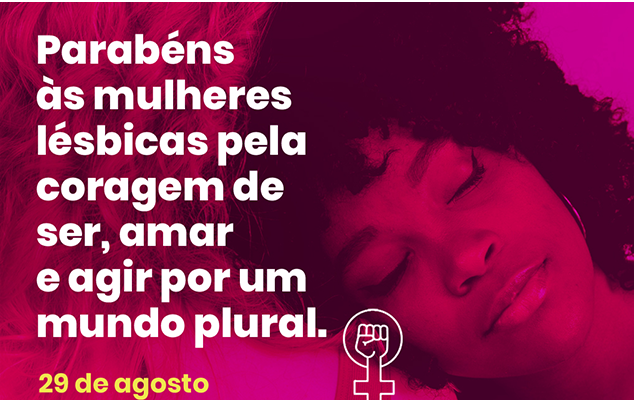 Parabéns
às mulheres
lésbicas pela
coragem de
ser, amar
e agir por um
mundo plural.
29 de agosto